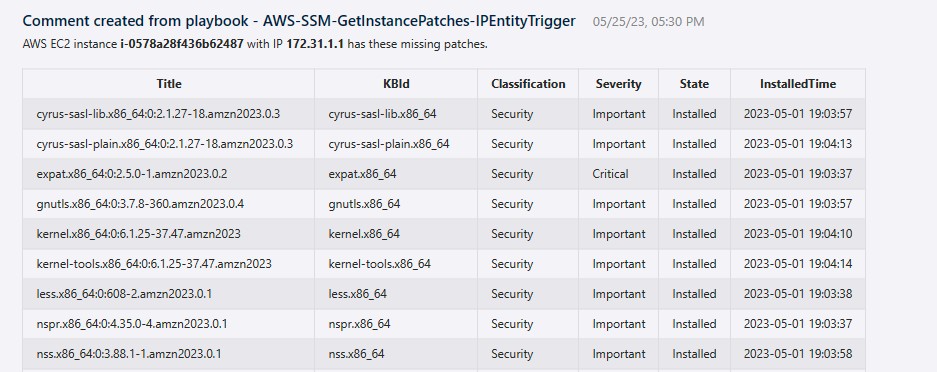 Comment created from playbook - AWS-SSM-GetInstancePatches-IPEntityTrigger 05/25/23, 05:30 PM
AWS EC2 instance i-0578a28f436b62487 with IP 172.31.1.1 has these missing patches.
Title KBId Classification Severity State InstalledTime
cyrus-sasl-lib.x86_64:0:2.1.27-18.amzn2023.0.3 cyrus-sasl-lib.x86_64 Security Important Installed 2023-05-01 19:03:57
cyrus-sasl-plain.x86_64:0:2.1.27-18.amzn2023.0.3 cyrus-sasl-plain.x86_64 Security Important Installed 2023-05-01 19:04:13
expat.x86_64:0:2.5.0-1.amzn2023.0.2 expat.x86_64 Security Critical Installed 2023-05-01 19:03:37
gnutls.x86_64:0:3.7.8-360.amzn2023.0.4 gnutls.x86_64 Security Important Installed 2023-05-01 19:03:57
kernel.x86_64:0:6.1.25-37.47.amzn2023 kernel.x86_64 Security Important Installed 2023-05-01 19:04:10
kernel-tools.x86_64:0:6.1.25-37.47.amzn2023 kernel-tools.x86_64 Security Important Installed 2023-05-01 19:04:14
less.x86_64:0:608-2.amzn2023.0.1 less.x86_64 Security Important Installed 2023-05-01 19:03:38
nspr.x86_64:0:4.35.0-4.amzn2023.0.1 nspr.x86_64 Security Important Installed 2023-05-01 19:03:37
nss.x86_64:0:3.88.1-1.amzn2023.0.1 nss.x86_64 Security Important Installed 2023-05-01 19:03:58